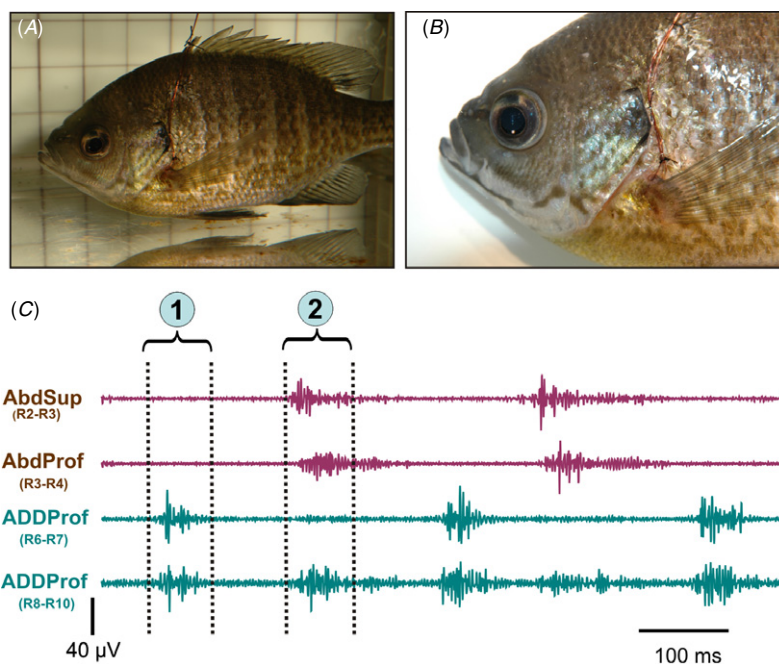 (A)
(B)
(C)
1
2
AbdSup
(R2-R3)
AbdProf
(R3-R4)
ADDProf
(R6-R7)
ADDProf
(R8-R10)
40 µV
100 ms